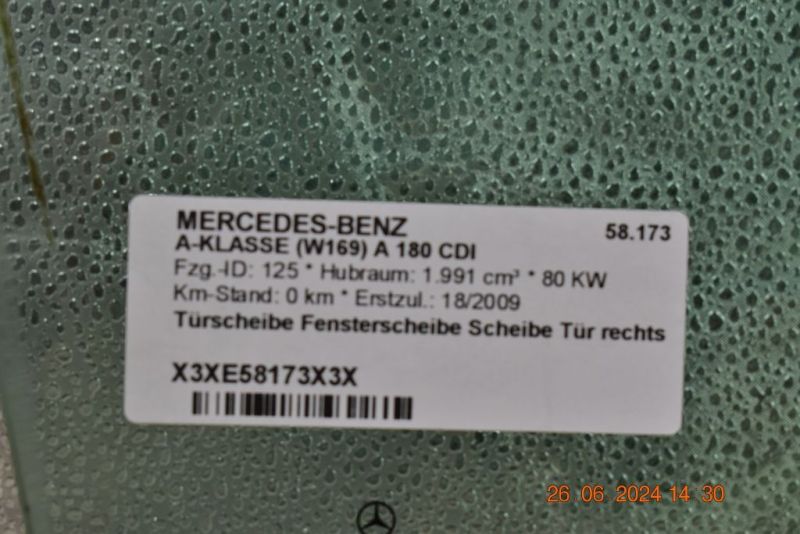 MERCEDES-BENZ 58.173
A-KLASSE (W169) A 180 CDI
Fzg.-ID: 125 * Hubraum: 1.991 cm³ * 80 KW
Km-Stand: 0 km * Erstzul.: 18/2009
Türscheibe Fensterscheibe Scheibe Tür rechts
X3XE58173X3X
26.06.2024 14:30